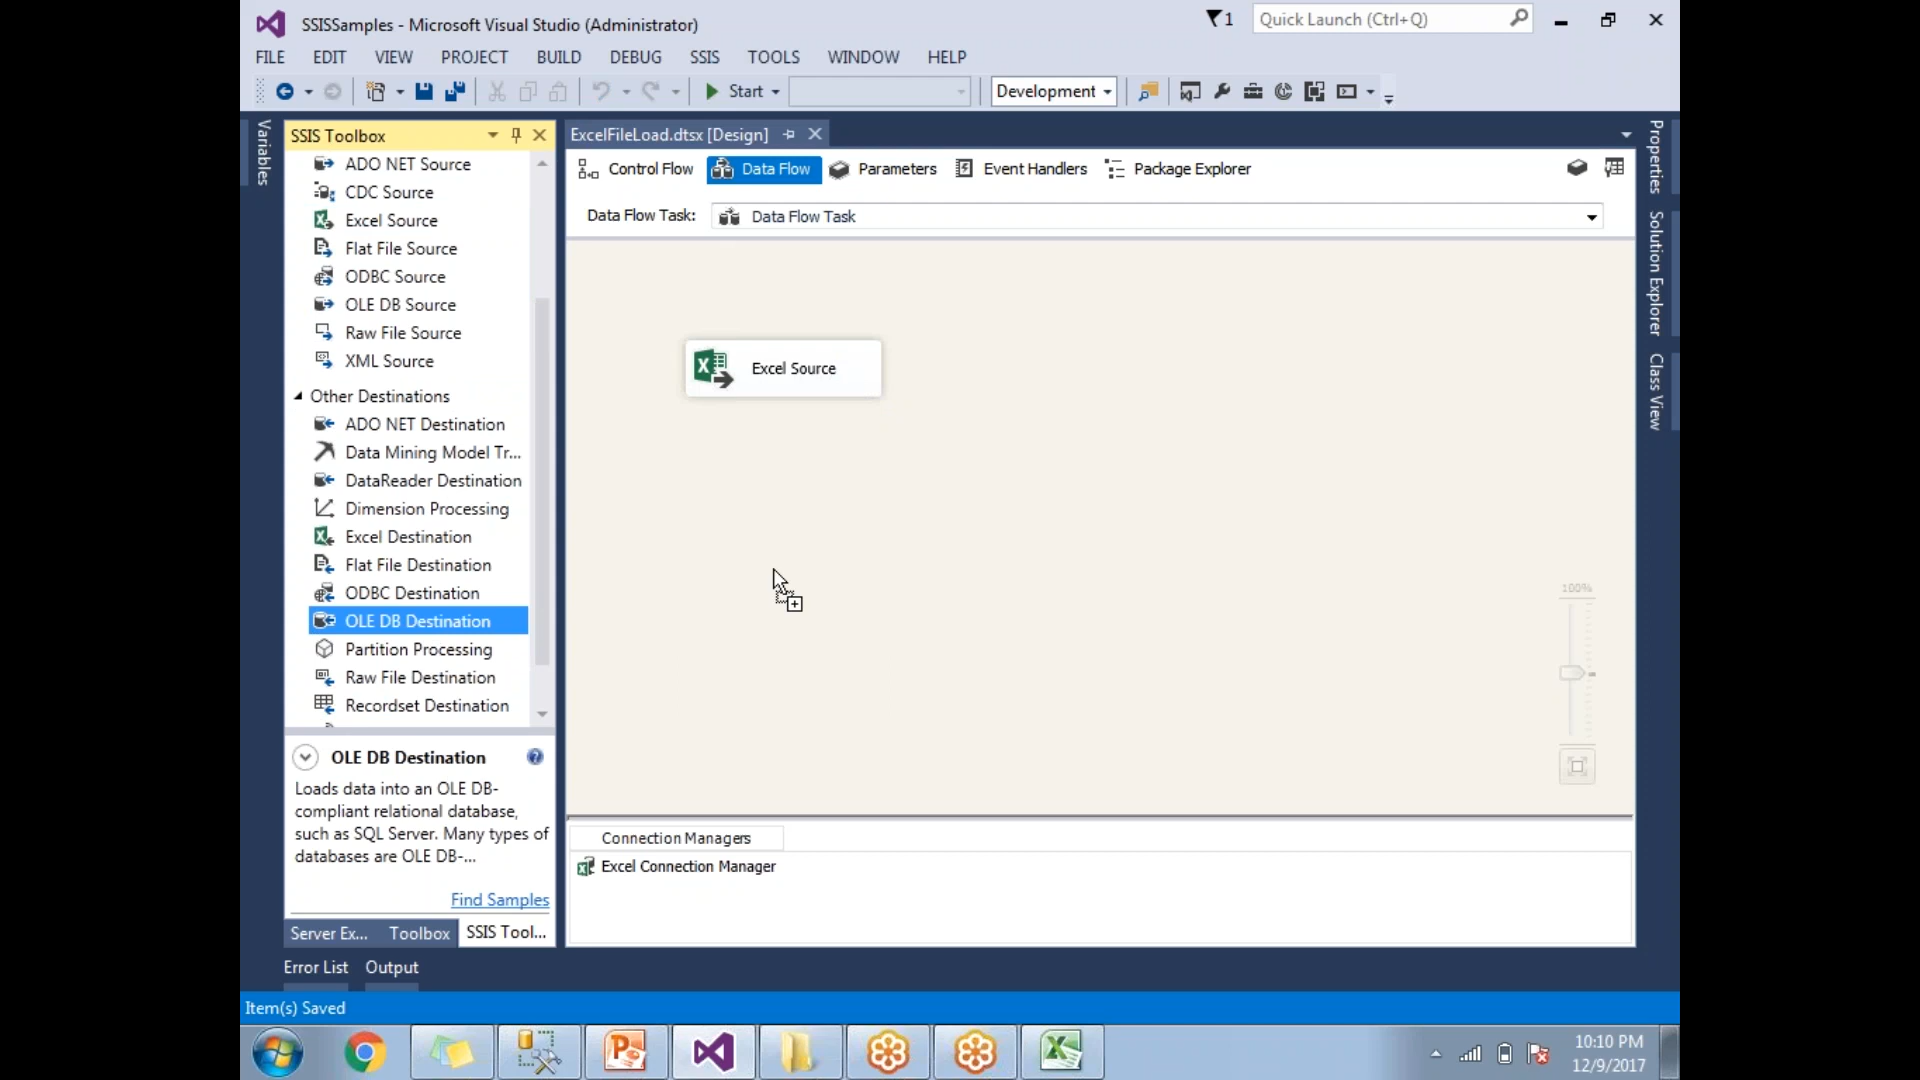 SSISSamples - Microsoft Visual Studio (Administrator)
1
Quick Launch (Ctrl+Q)
FILE EDIT VIEW PROJECT BUILD DEBUG SSIS TOOLS WINDOW HELP
Start
Development
Variables
SSIS Toolbox
ADO NET Source
CDC Source
Excel Source
Flat File Source
ODBC Source
OLE DB Source
Raw File Source
XML Source
Other Destinations
ADO NET Destination
Data Mining Model Tr...
DataReader Destination
Dimension Processing
Excel Destination
Flat File Destination
ODBC Destination
OLE DB Destination
Partition Processing
Raw File Destination
Recordset Destination
OLE DB Destination
Loads data into an OLE DB-
compliant relational database,
such as SQL Server. Many types of
databases are OLE DB-...
Find Samples
Server Ex... Toolbox SSIS Tool...
ExcelFileLoad.dtsx [Design]
Control Flow Data Flow Parameters Event Handlers Package Explorer
Data Flow Task: Data Flow Task
Excel Source
100%
Connection Managers
Excel Connection Manager
Properties
Solution Explorer
Class View
Error List Output
Item(s) Saved
10:10 PM
12/9/2017